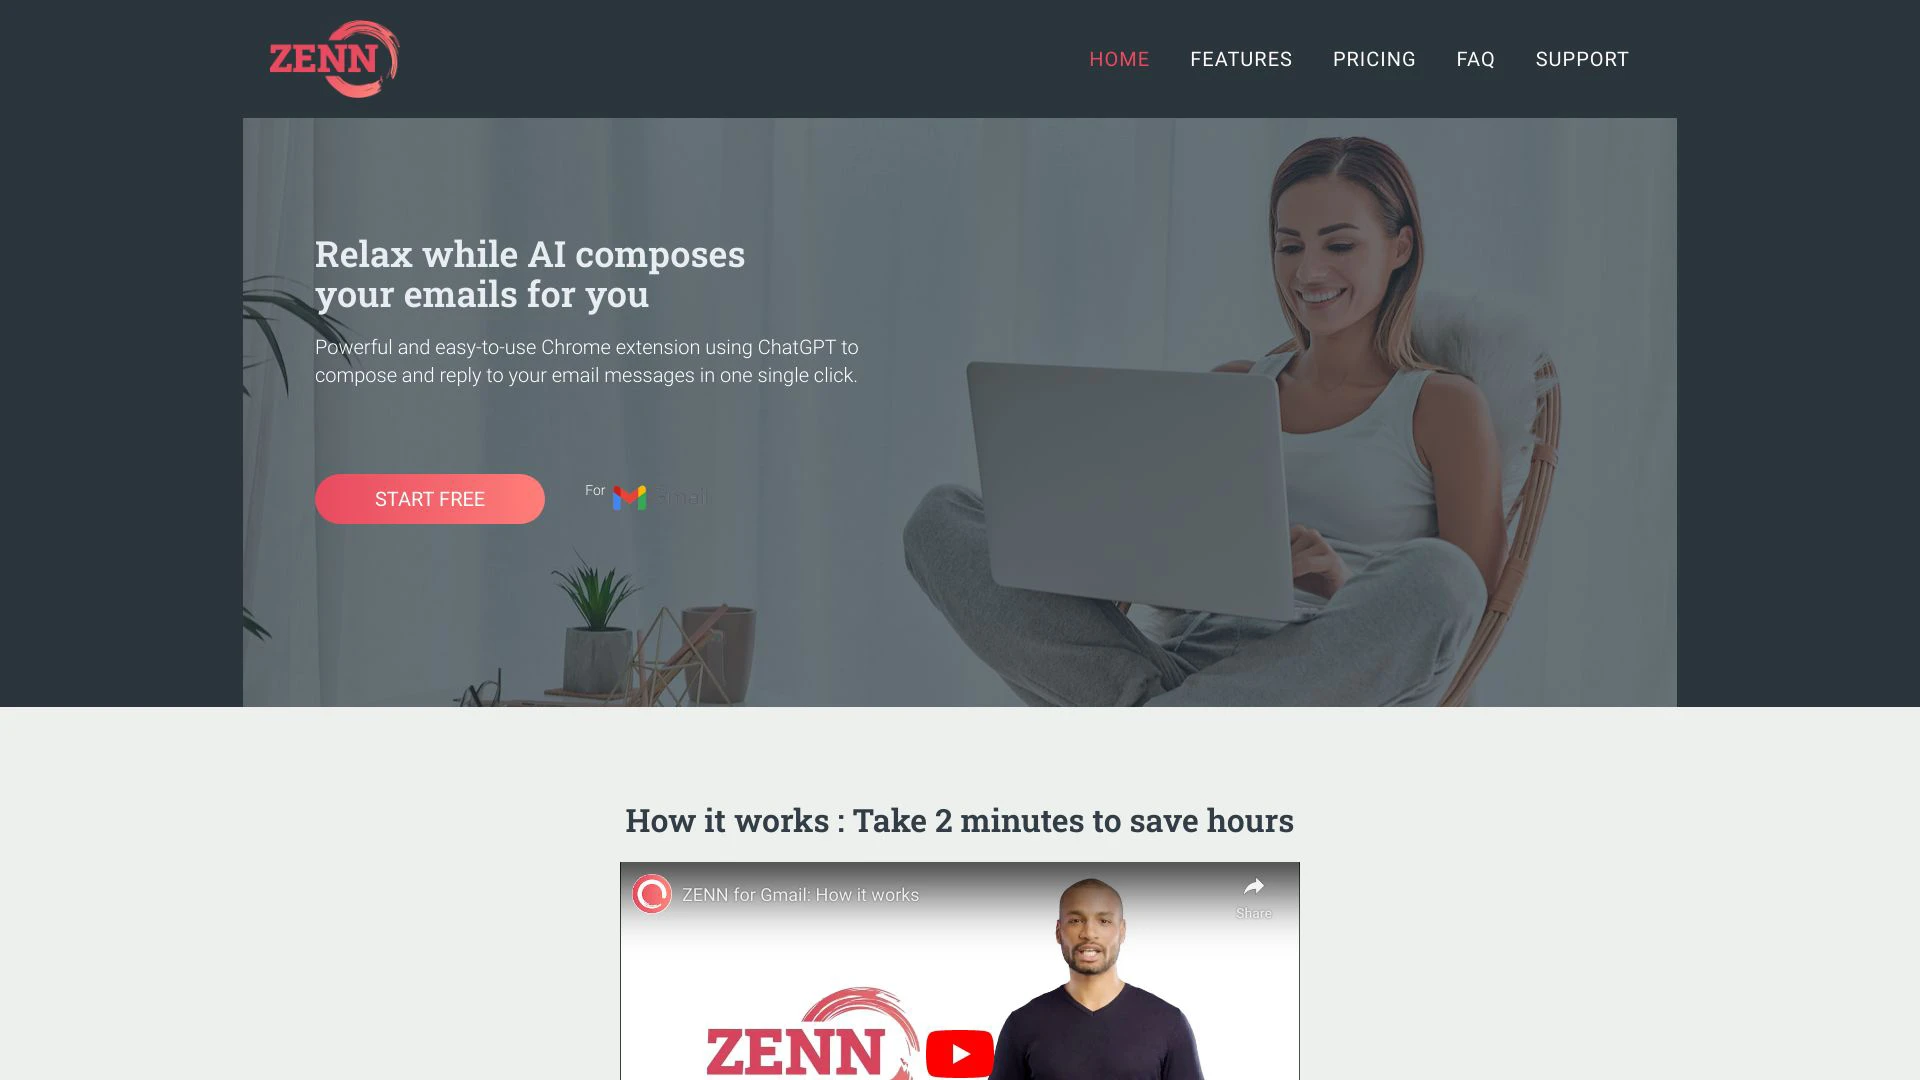 ZENN
HOME
FEATURES
PRICING
FAQ
SUPPORT
Relax while AI composes
your emails for you
Powerful and easy-to-use Chrome extension using ChatGPT to
compose and reply to your email messages in one single click.
START FREE
For
Gmail
How it works : Take 2 minutes to save hours
ZENN for Gmail: How it works
Share
ZENN